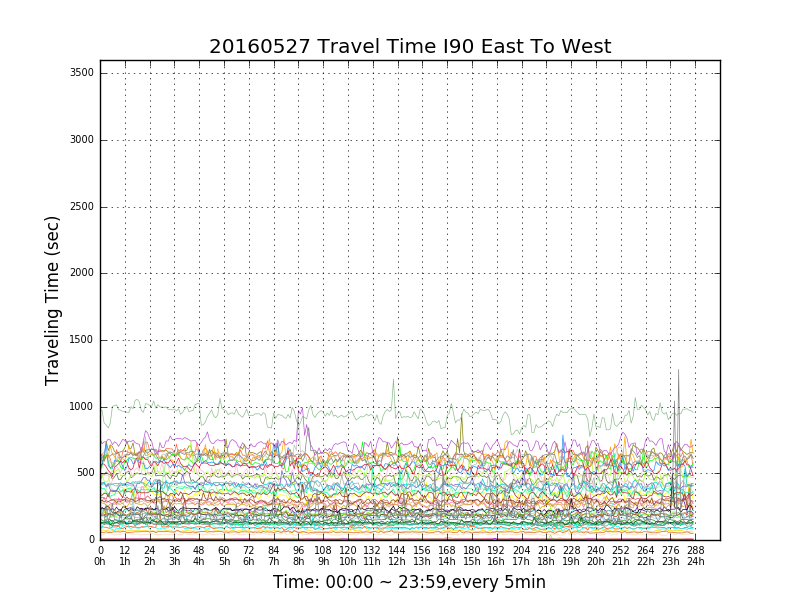 20160527 Travel Time I90 East To West
3500
3000
2500
2000
1500
1000
500
0
Traveling Time (sec)
0 12 24 36 48 60 72 84 96 108 120 132 144 156 168 180 192 204 216 228 240 252 264 276 288
0h 1h 2h 3h 4h 5h 6h 7h 8h 9h 10h 11h 12h 13h 14h 15h 16h 17h 18h 19h 20h 21h 22h 23h 24h
Time: 00:00 ~ 23:59,every 5min